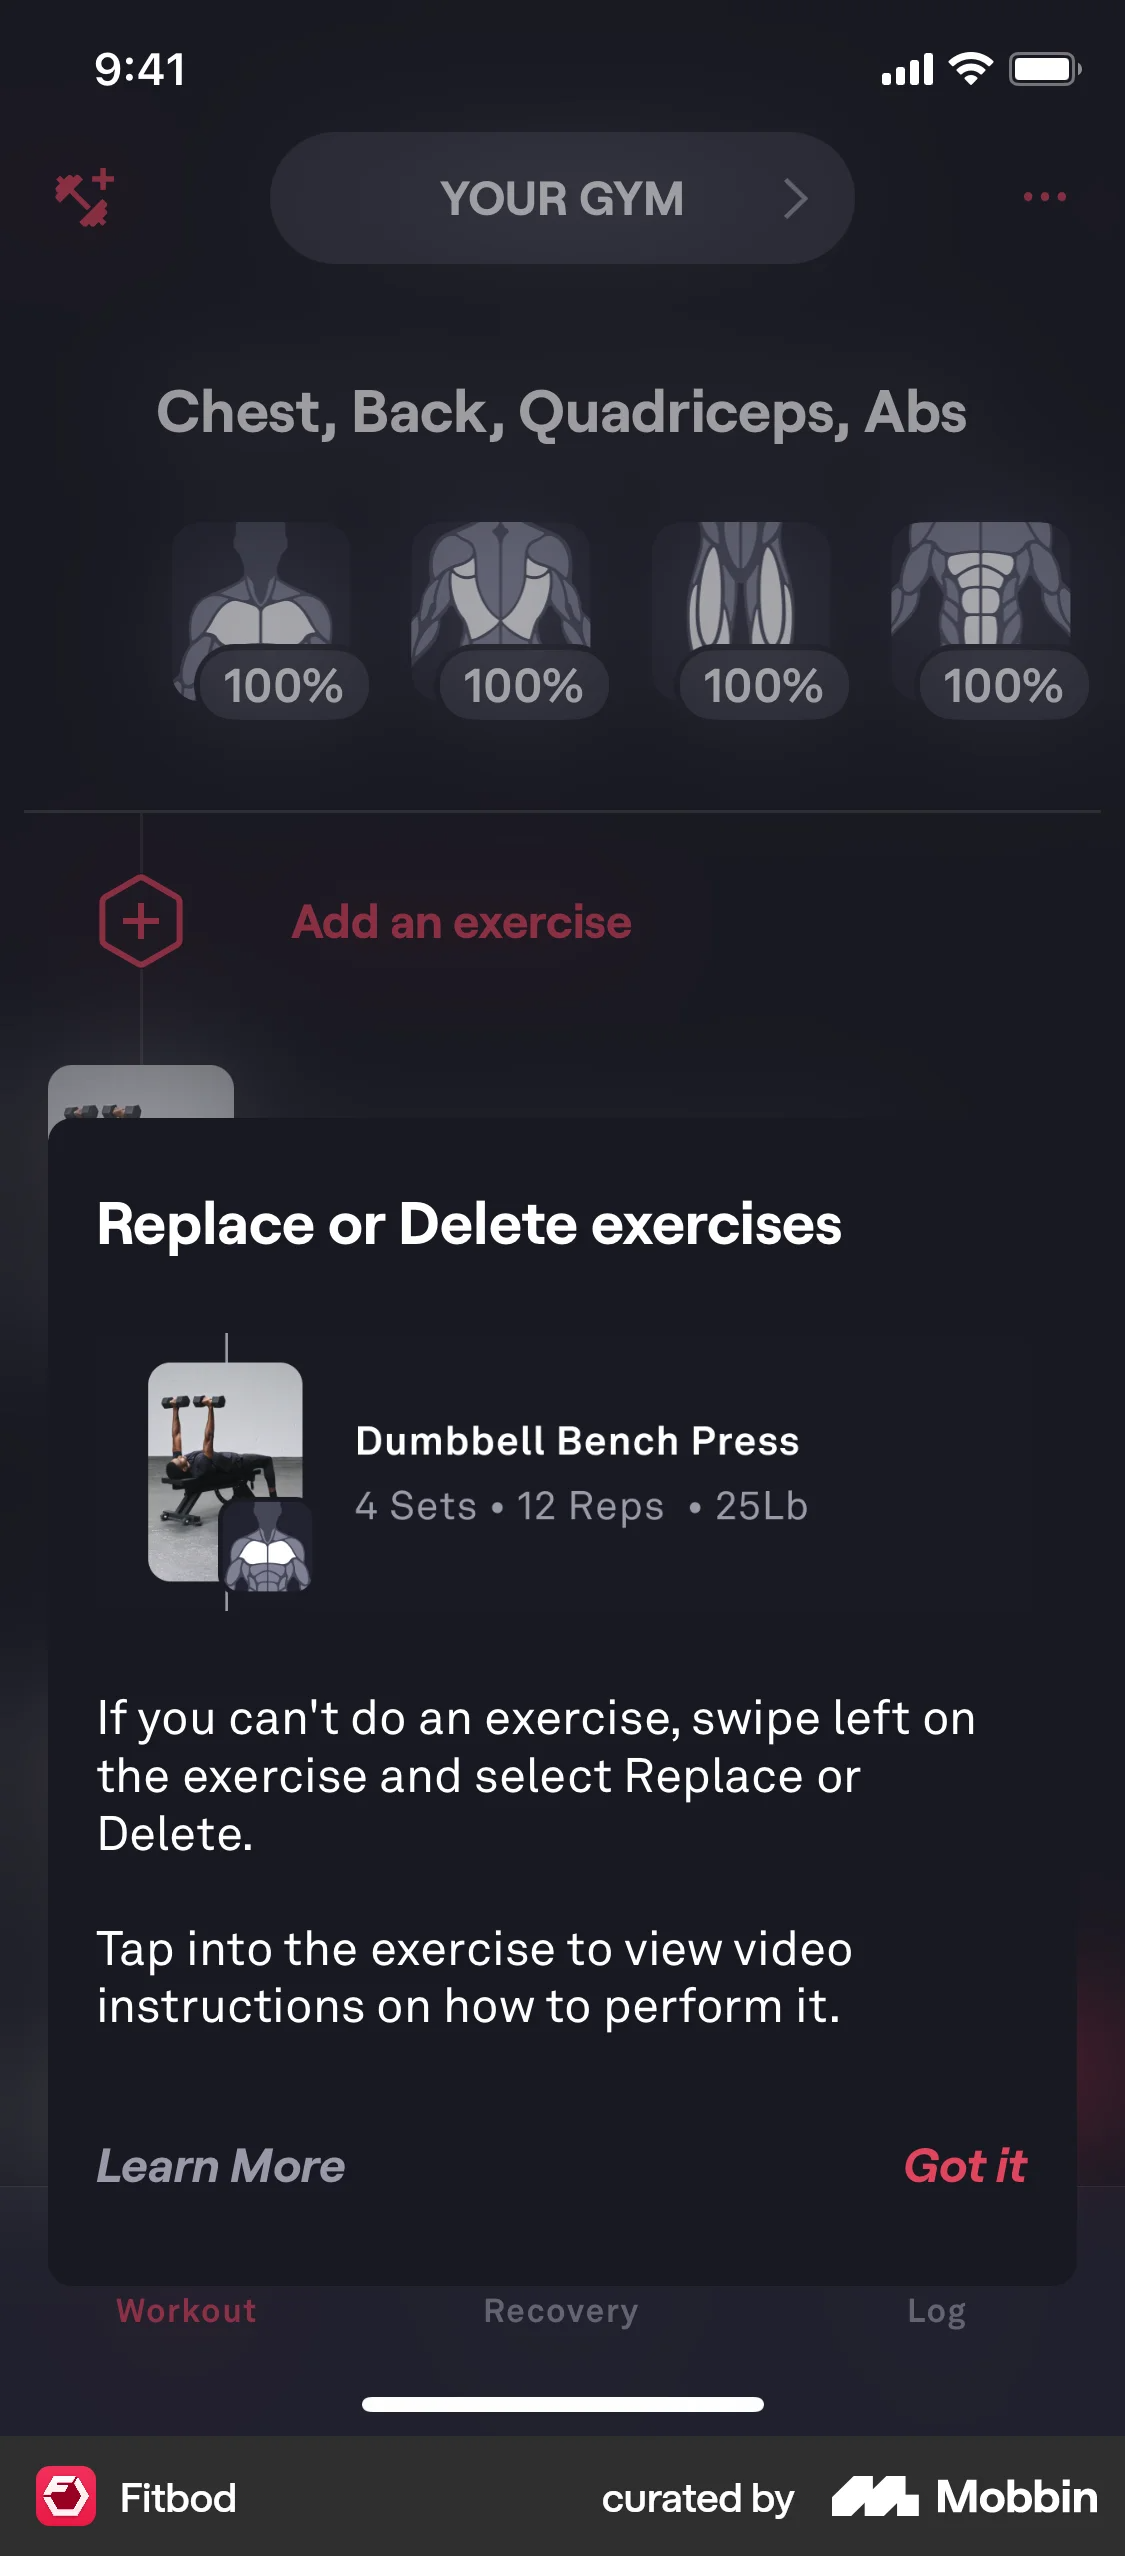 9:41
YOUR GYM
Chest, Back, Quadriceps, Abs
100% 100% 100% 100%
Add an exercise
Replace or Delete exercises
Dumbbell Bench Press
4 Sets • 12 Reps • 25Lb
If you can't do an exercise, swipe left on
the exercise and select Replace or
Delete.
Tap into the exercise to view video
instructions on how to perform it.
Learn More Got it
Workout Recovery Log
Fitbod curated by Mobbin